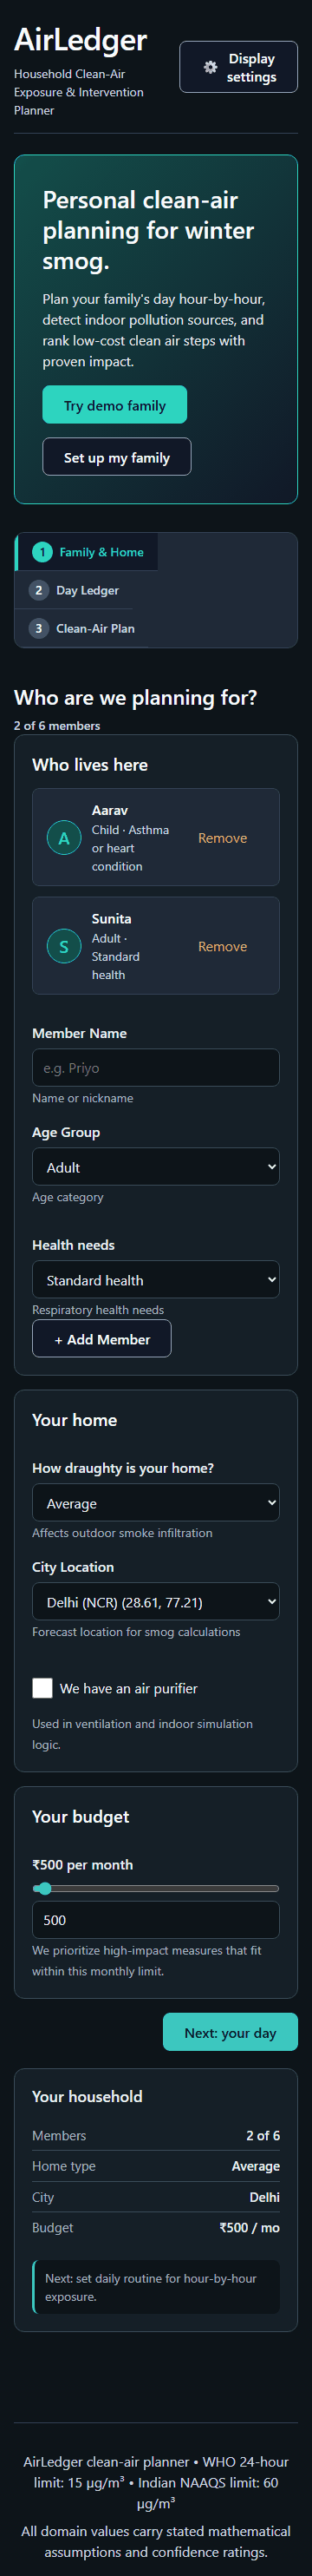 AirLedger
Household Clean-Air
Exposure & Intervention
Planner
Display
settings
Personal clean-air
planning for winter
smog.
Plan your family's day hour-by-hour,
detect indoor pollution sources, and
rank low-cost clean air steps with
proven impact.
Try demo family
Set up my family
1 Family & Home
2 Day Ledger
3 Clean-Air Plan
Who are we planning for?
2 of 6 members
Who lives here
A
Aarav
Child · Asthma
or heart
condition
Remove
S
Sunita
Adult ·
Standard
health
Remove
Member Name
e.g. Priyo
Name or nickname
Age Group
Adult
Age category
Health needs
Standard health
Respiratory health needs
+ Add Member
Your home
How draughty is your home?
Average
Affects outdoor smoke infiltration
City Location
Delhi (NCR) (28.61, 77.21)
Forecast location for smog calculations
We have an air purifier
Used in ventilation and indoor simulation
logic.
Your budget
₹500 per month
500
We prioritize high-impact measures that fit
within this monthly limit.
Next: your day
Your household
Members 2 of 6
Home type Average
City Delhi
Budget ₹500 / mo
Next: set daily routine for hour-by-hour
exposure.
AirLedger clean-air planner • WHO 24-hour
limit: 15 µg/m³ • Indian NAAQS limit: 60
µg/m³
All domain values carry stated mathematical
assumptions and confidence ratings.